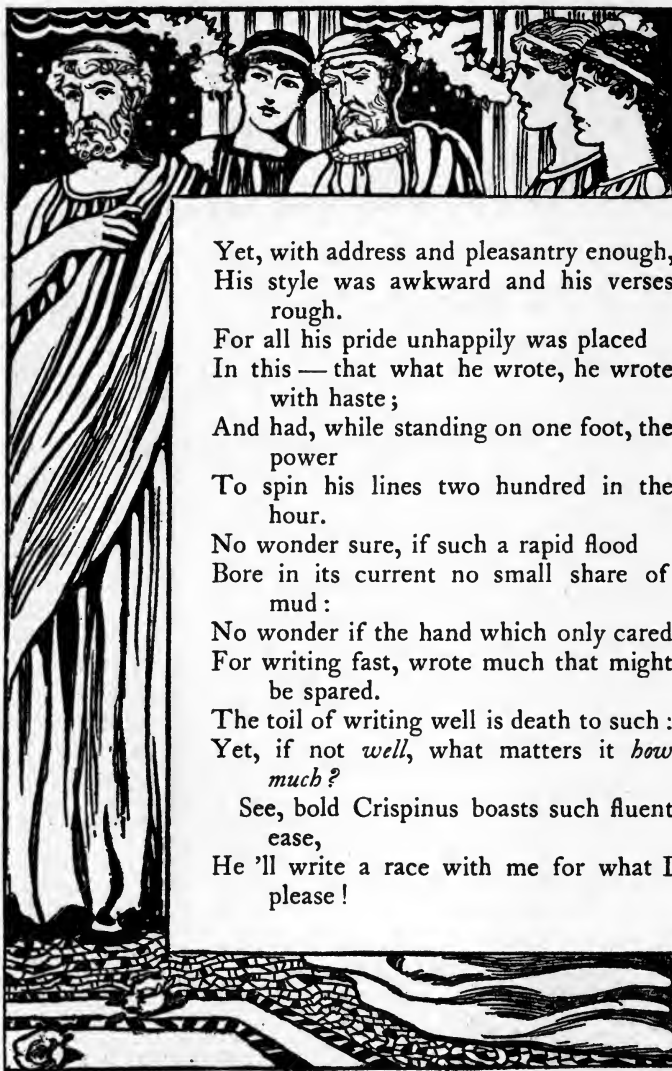 Yet, with address and pleasantry enough,
His style was awkward and his verses
rough.
For all his pride unhappily was placed
In this — that what he wrote, he wrote
with haste ;
And had, while standing on one foot, the
power
To spin his lines two hundred in the
hour.
No wonder sure, if such a rapid flood
Bore in its current no small share of
mud :
No wonder if the hand which only cared
For writing fast, wrote much that might
be spared.
The toil of writing well is death to such :
Yet, if not well, what matters it how
much ?
See, bold Crispinus boasts such fluent
ease,
He 'll write a race with me for what I
please !